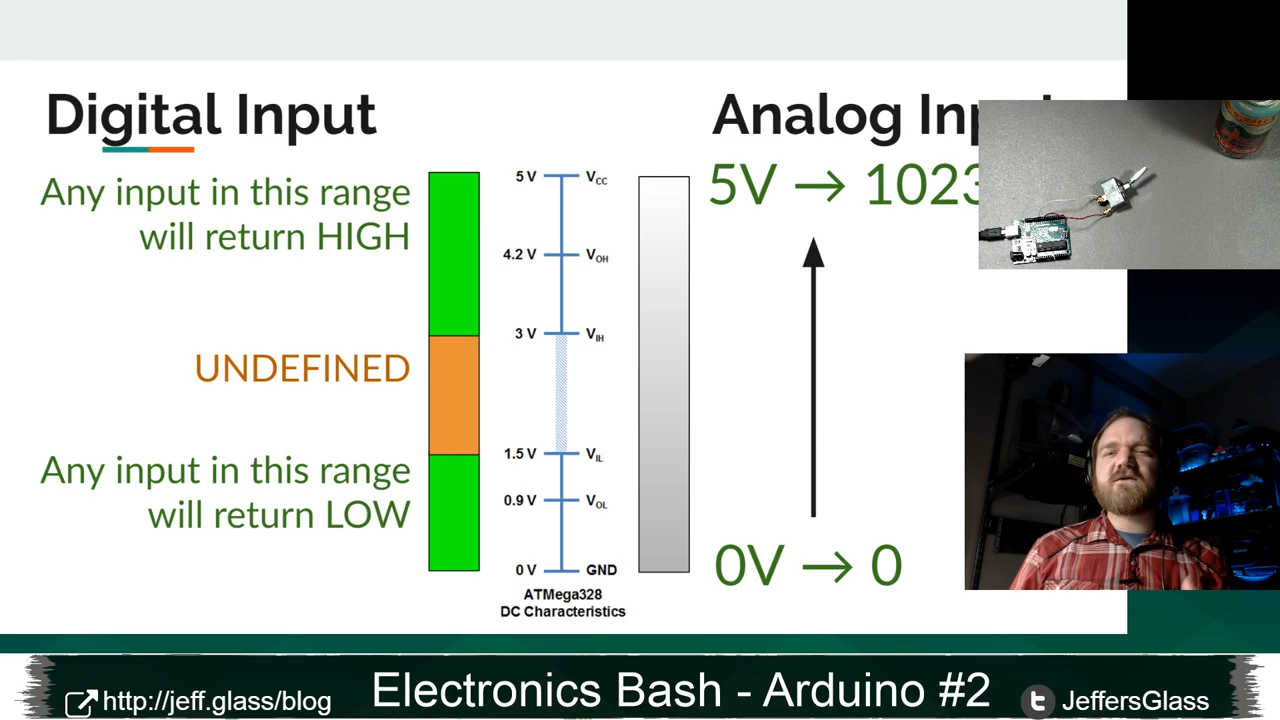 Digital Input
Any input in this range
will return HIGH
UNDEFINED
Any input in this range
will return LOW
5 V
4.2 V
3 V
1.5 V
0.9 V
0 V
VCC
VOH
VIH
VIL
VOL
GND
ATMega328
DC Characteristics
Analog Inp
5V → 1023
0V → 0
http://jeff.glass/blog
Electronics Bash - Arduino #2
JeffersGlass